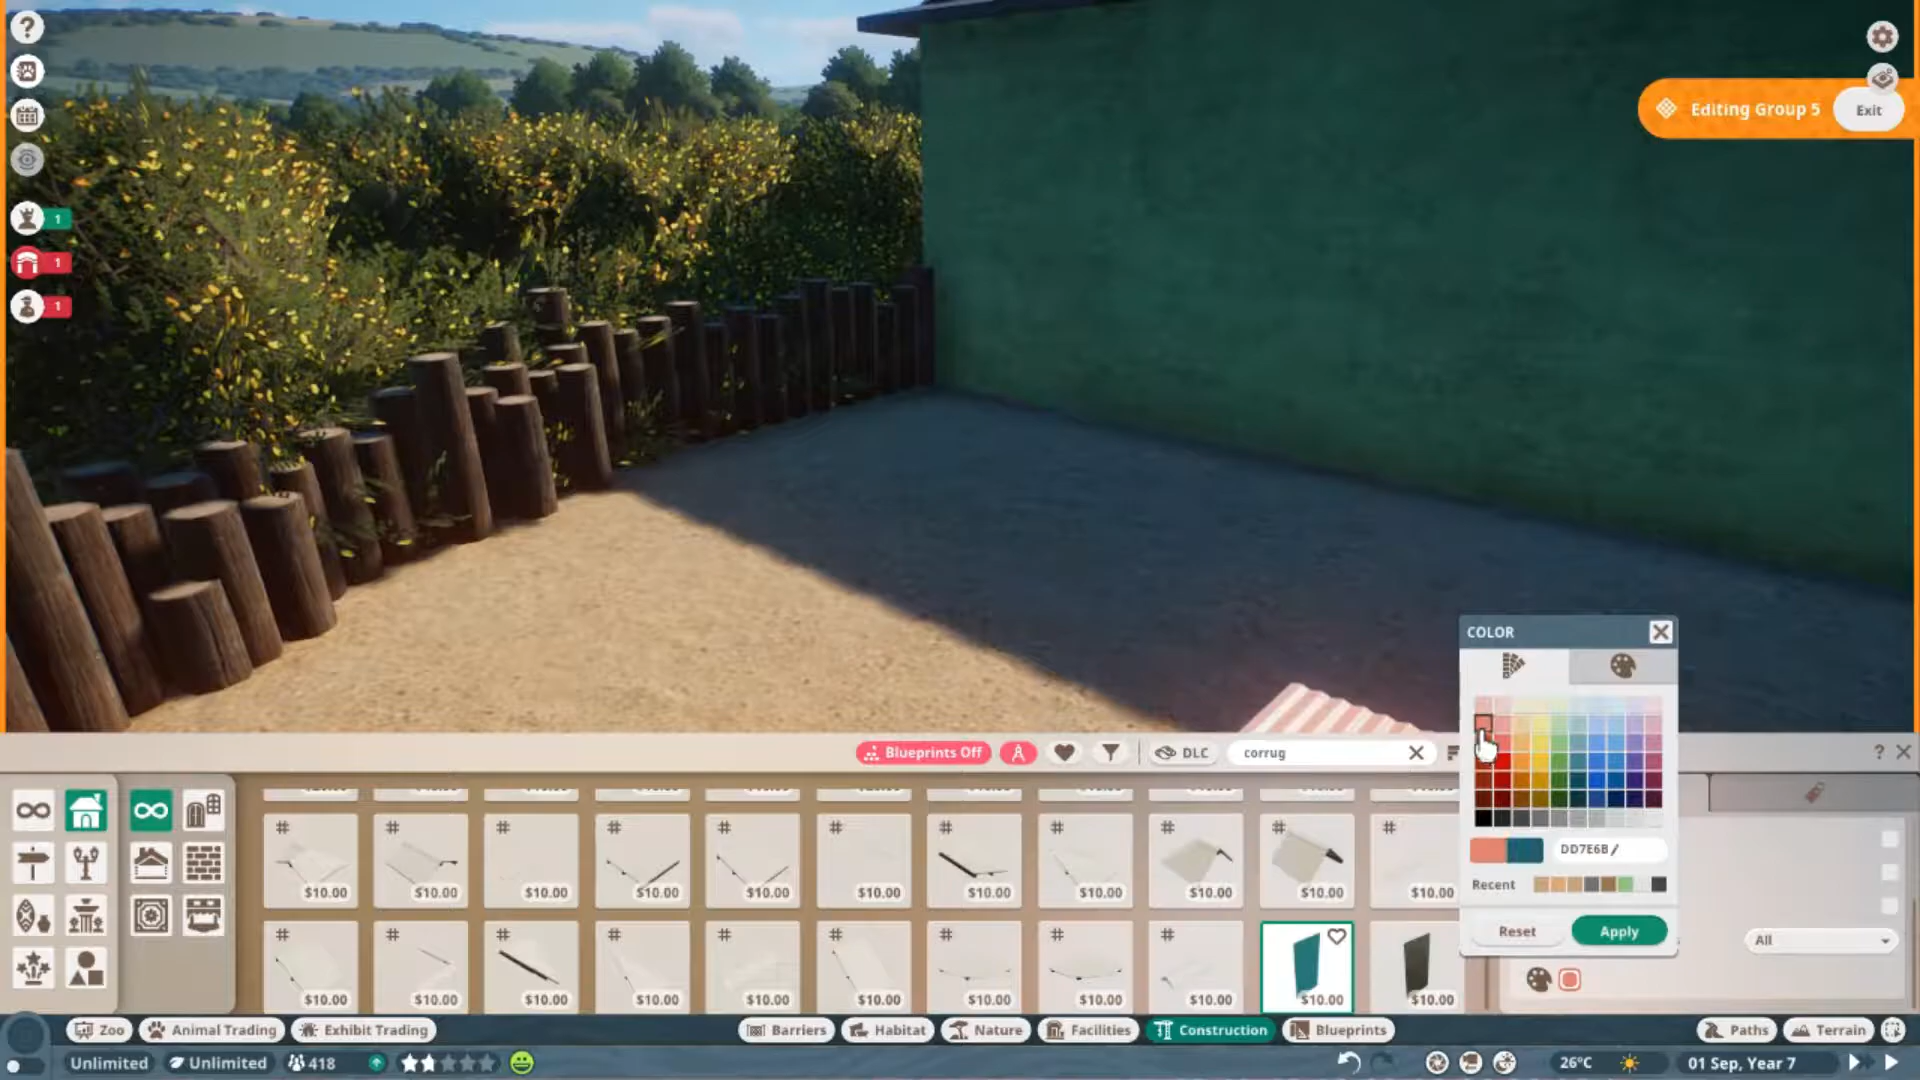 ?
Editing Group 5
Exit
1
1
1
COLOR
Blueprints Off
DLC
corrug
?
DD7E6B
Recent
Reset
Apply
All
# # # # # # # # # # #
$10.00 $10.00 $10.00 $10.00 $10.00 $10.00 $10.00 $10.00 $10.00 $10.00 $10.00
# # # # # # # # #
$10.00 $10.00 $10.00 $10.00 $10.00 $10.00 $10.00 $10.00 $10.00 $10.00 $10.00
Zoo
Animal Trading
Exhibit Trading
Barriers
Habitat
Nature
Facilities
Construction
Blueprints
Paths
Terrain
Unlimited
Unlimited
418
26°C
01 Sep, Year 7